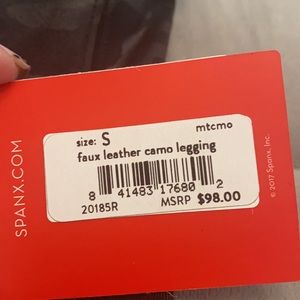 SPANX.COM
size: S mtcmo
faux leather camo legging
8 41483 17680 2
20185R MSRP $98.00
© 2017 Spanx, Inc.